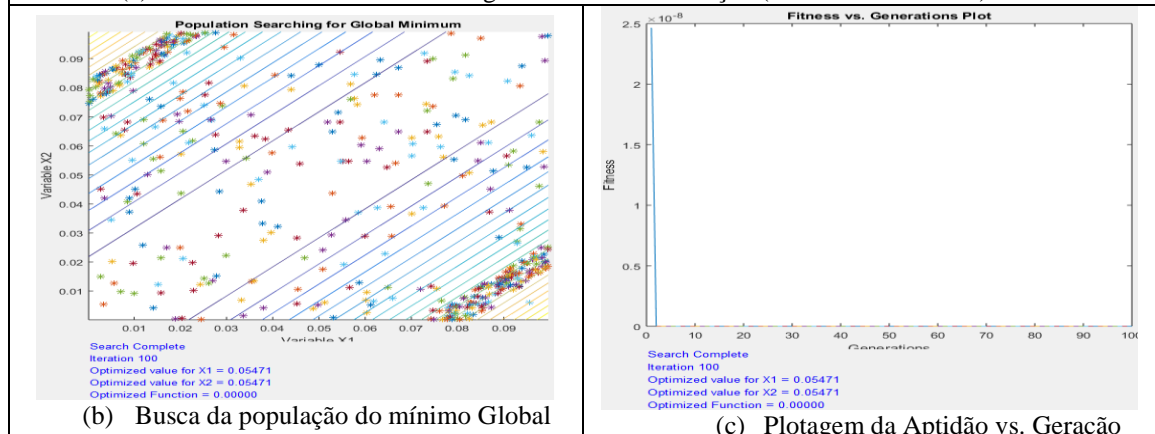 Population Searching for Global Minimum
0.09
0.08
0.07
0.06
0.05
0.04
0.03
0.02
0.01
Variable X2
0.01 0.02 0.03 0.04 0.05 0.06 0.07 0.08 0.09
Variable X1
Search Complete
Iteration 100
Optimized value for X1 = 0.05471
Optimized value for X2 = 0.05471
Optimized Function = 0.00000
(b) Busca da população do mínimo Global
Fitness vs. Generations Plot
×10-8
2.5
2
1.5
1
0.5
0
Fitness
0 10 20 30 40 50 60 70 80 90 100
Generations
Search Complete
Iteration 100
Optimized value for X1 = 0.05471
Optimized value for X2 = 0.05471
Optimized Function = 0.00000
(c) Plotagem da Aptidão vs. Geração